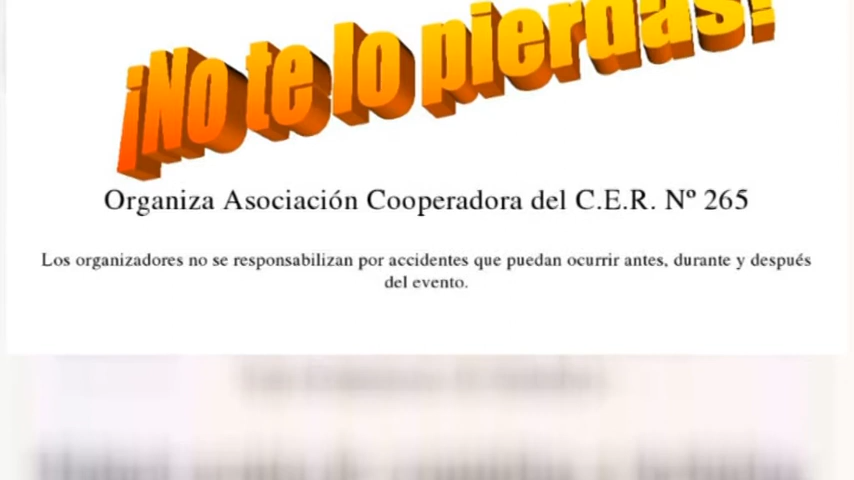 ¡No te lo pierdas!
Organiza Asociación Cooperadora del C.E.R. Nº 265
Los organizadores no se responsabilizan por accidentes que puedan ocurrir antes, durante y después
del evento.